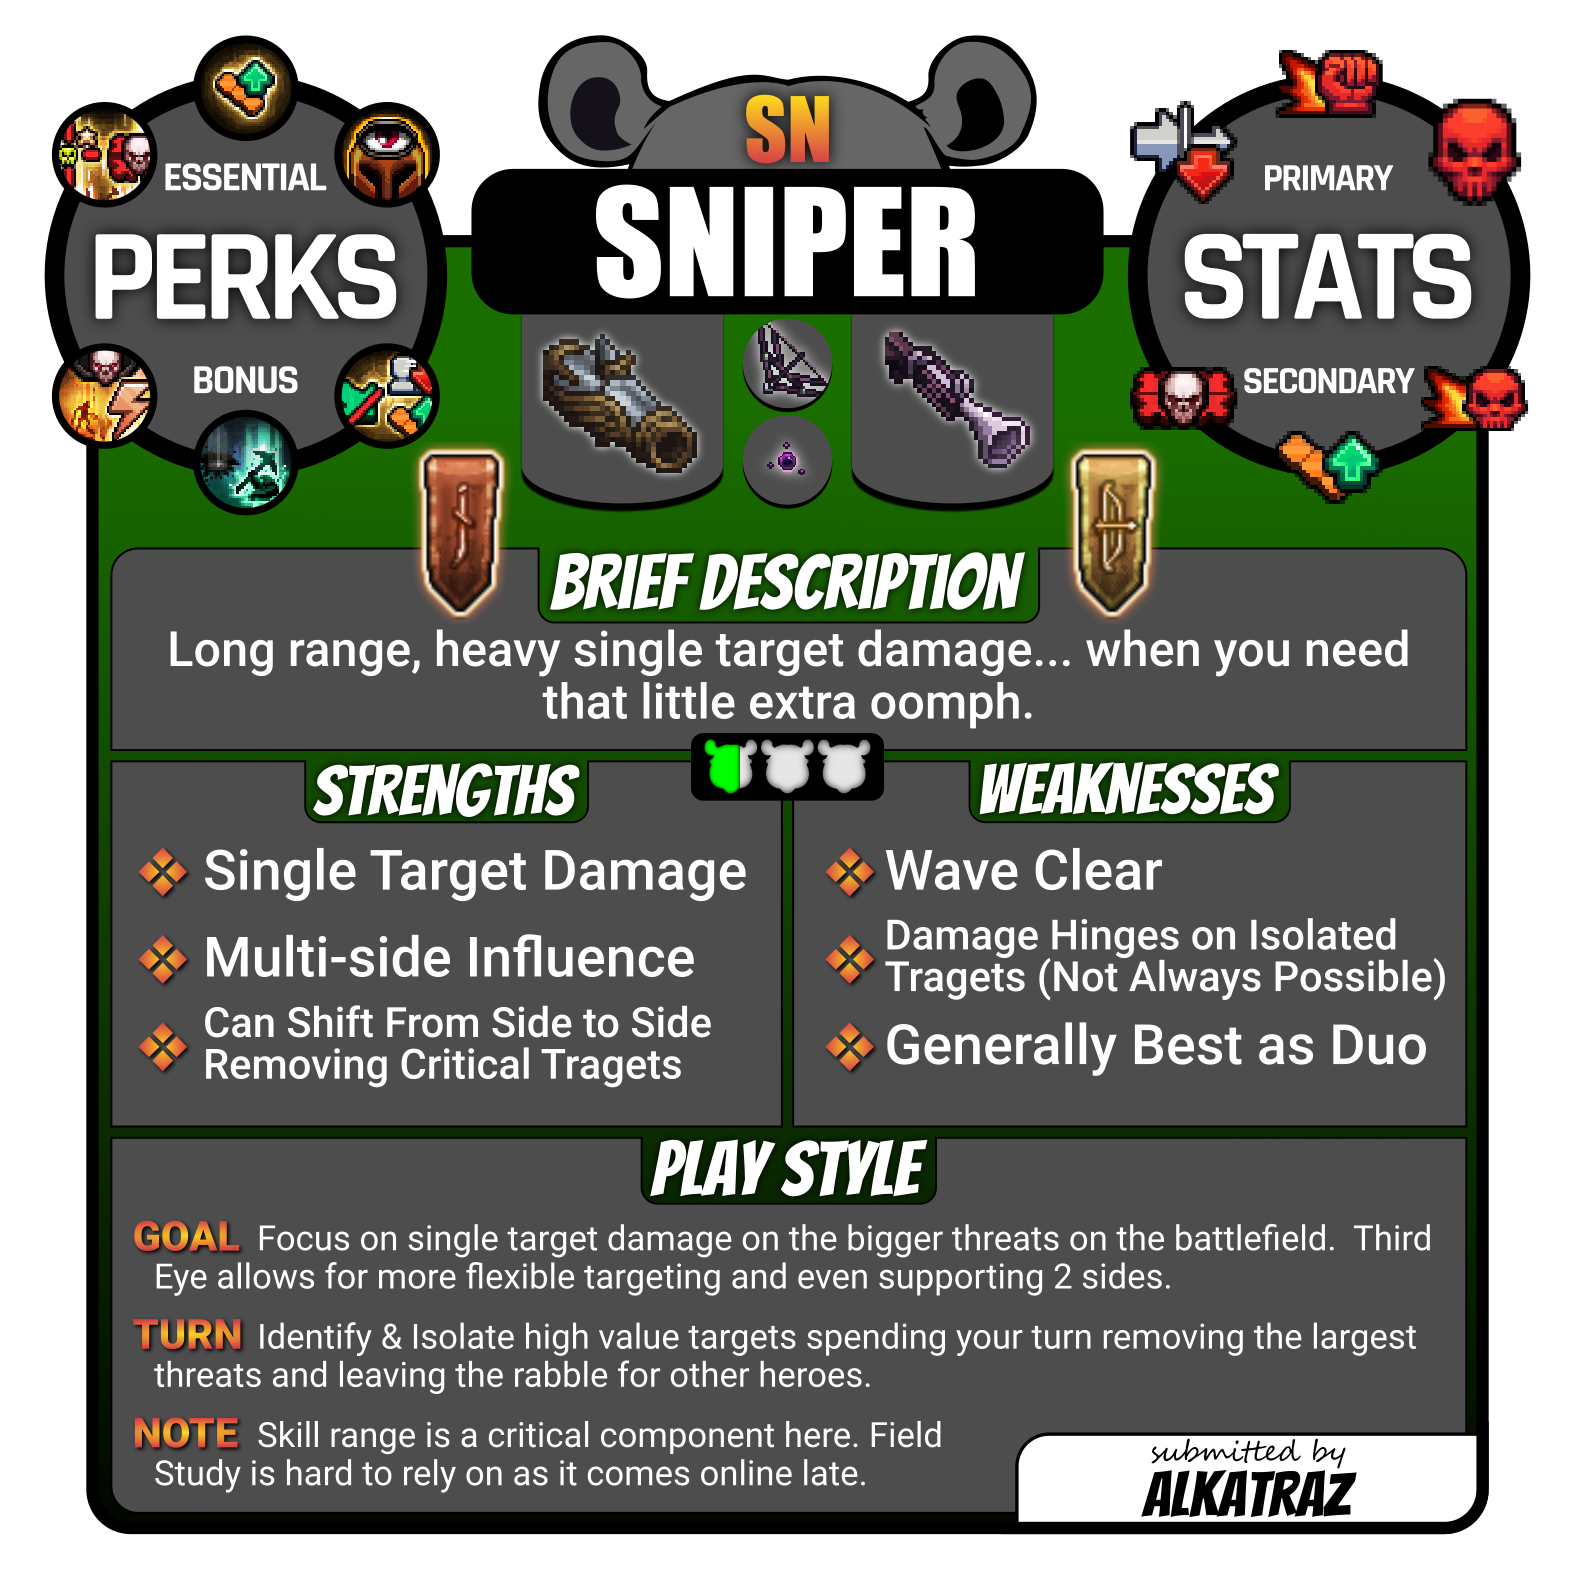 SN
SNIPER
ESSENTIAL
PERKS
BONUS
PRIMARY
STATS
SECONDARY
BRIEF DESCRIPTION
Long range, heavy single target damage... when you need
that little extra oomph.
STRENGTHS
Single Target Damage
Multi-side Influence
Can Shift From Side to Side
Removing Critical Tragets
WEAKNESSES
Wave Clear
Damage Hinges on Isolated
Tragets (Not Always Possible)
Generally Best as Duo
PLAY STYLE
GOAL Focus on single target damage on the bigger threats on the battlefield. Third
Eye allows for more flexible targeting and even supporting 2 sides.
TURN Identify & Isolate high value targets spending your turn removing the largest
threats and leaving the rabble for other heroes.
NOTE Skill range is a critical component here. Field
Study is hard to rely on as it comes online late.
submitted by
ALKATRAZ